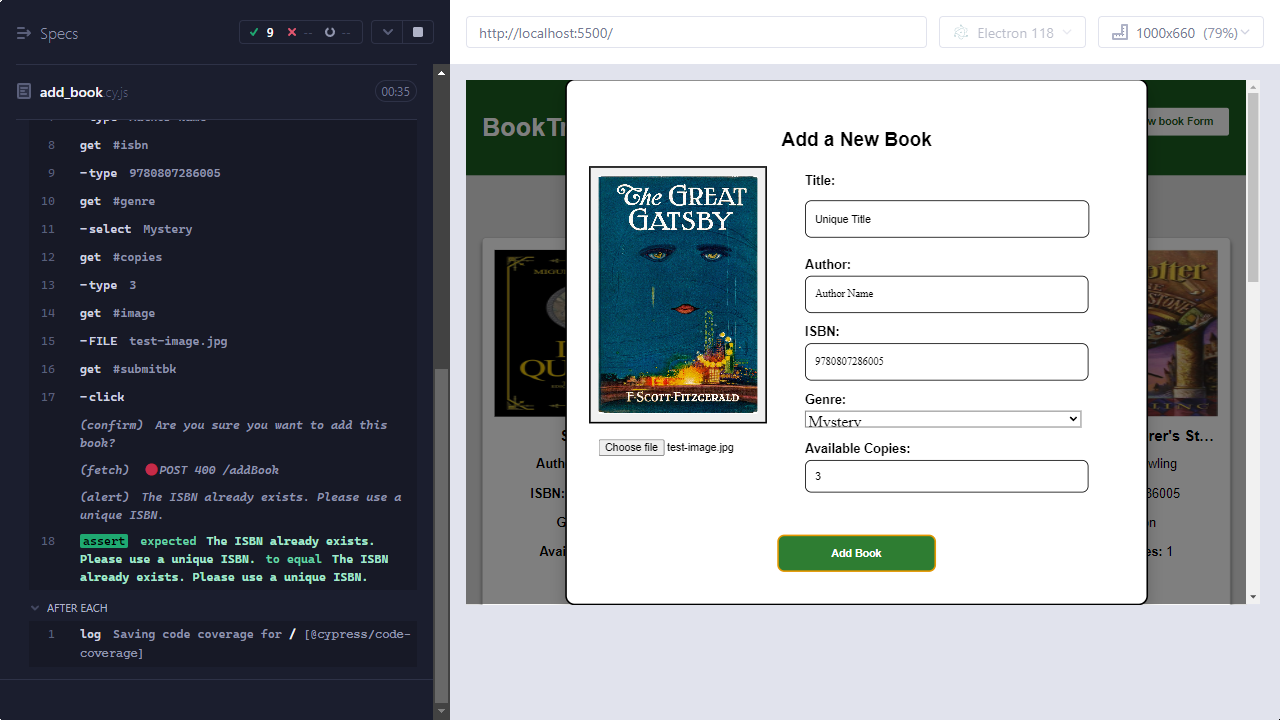 Specs
9 -- --
http://localhost:5500/
Electron 118
1000x660 (79%)
add_book.cy.js
00:35
8 get #isbn
9 -type 9780807286005
10 get #genre
11 -select Mystery
12 get #copies
13 -type 3
14 get #image
15 -FILE test-image.jpg
16 get #submitbk
17 -click
(confirm) Are you sure you want to add this
book?
(fetch) POST 400 /addBook
(alert) The ISBN already exists. Please use a
unique ISBN.
18 assert expected The ISBN already exists.
Please use a unique ISBN. to equal The ISBN
already exists. Please use a unique ISBN.
AFTER EACH
1 log Saving code coverage for / [@cypress/code-
coverage]
BookTr
w book Form
Add a New Book
The GREAT
GATSBY
F·SCOTT·FITZGERALD
Choose file test-image.jpg
Title:
Unique Title
Author:
Author Name
ISBN:
9780807286005
Genre:
Mystery
Available Copies:
3
Add Book
MIGU
QU
S
Auth
ISBN:
G
Avai
otter
STONE
LING
rer's St...
wling
86005
on
es: 1